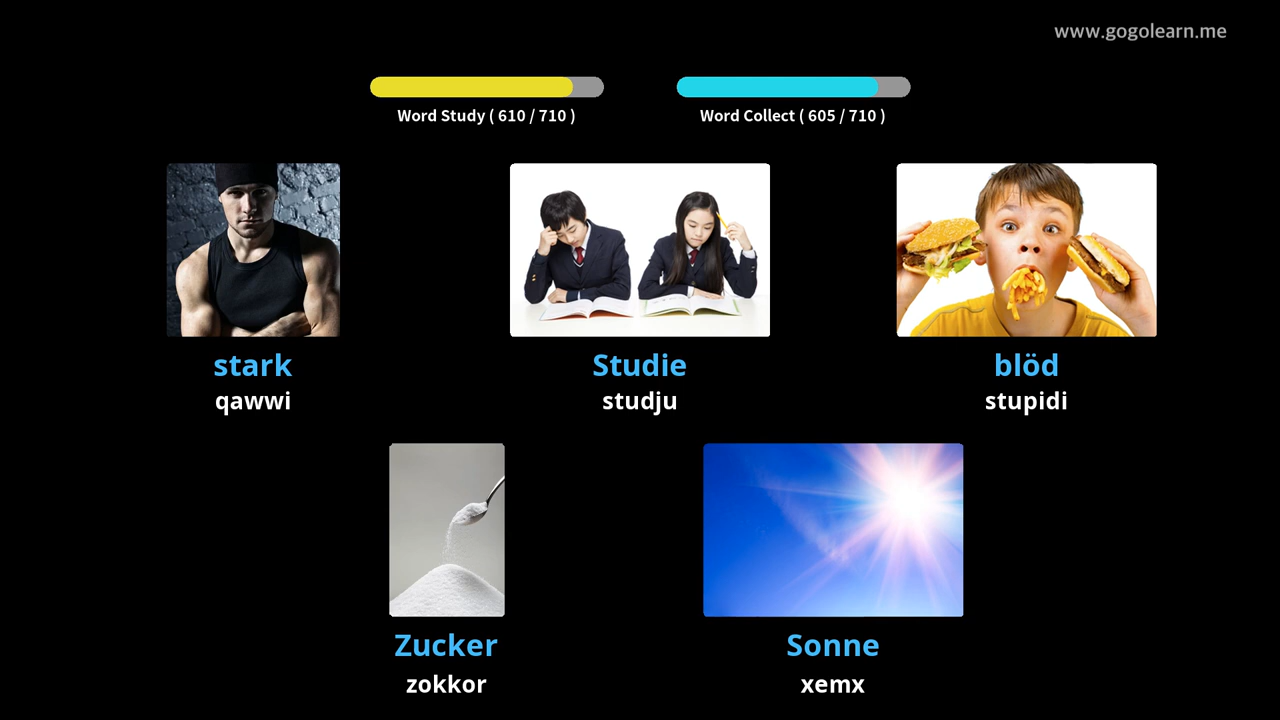 www.gogolearn.me
Word Study ( 610 / 710 )
Word Collect ( 605 / 710 )
stark
qawwi
Studie
studju
blöd
stupidi
Zucker
zokkor
Sonne
xemx